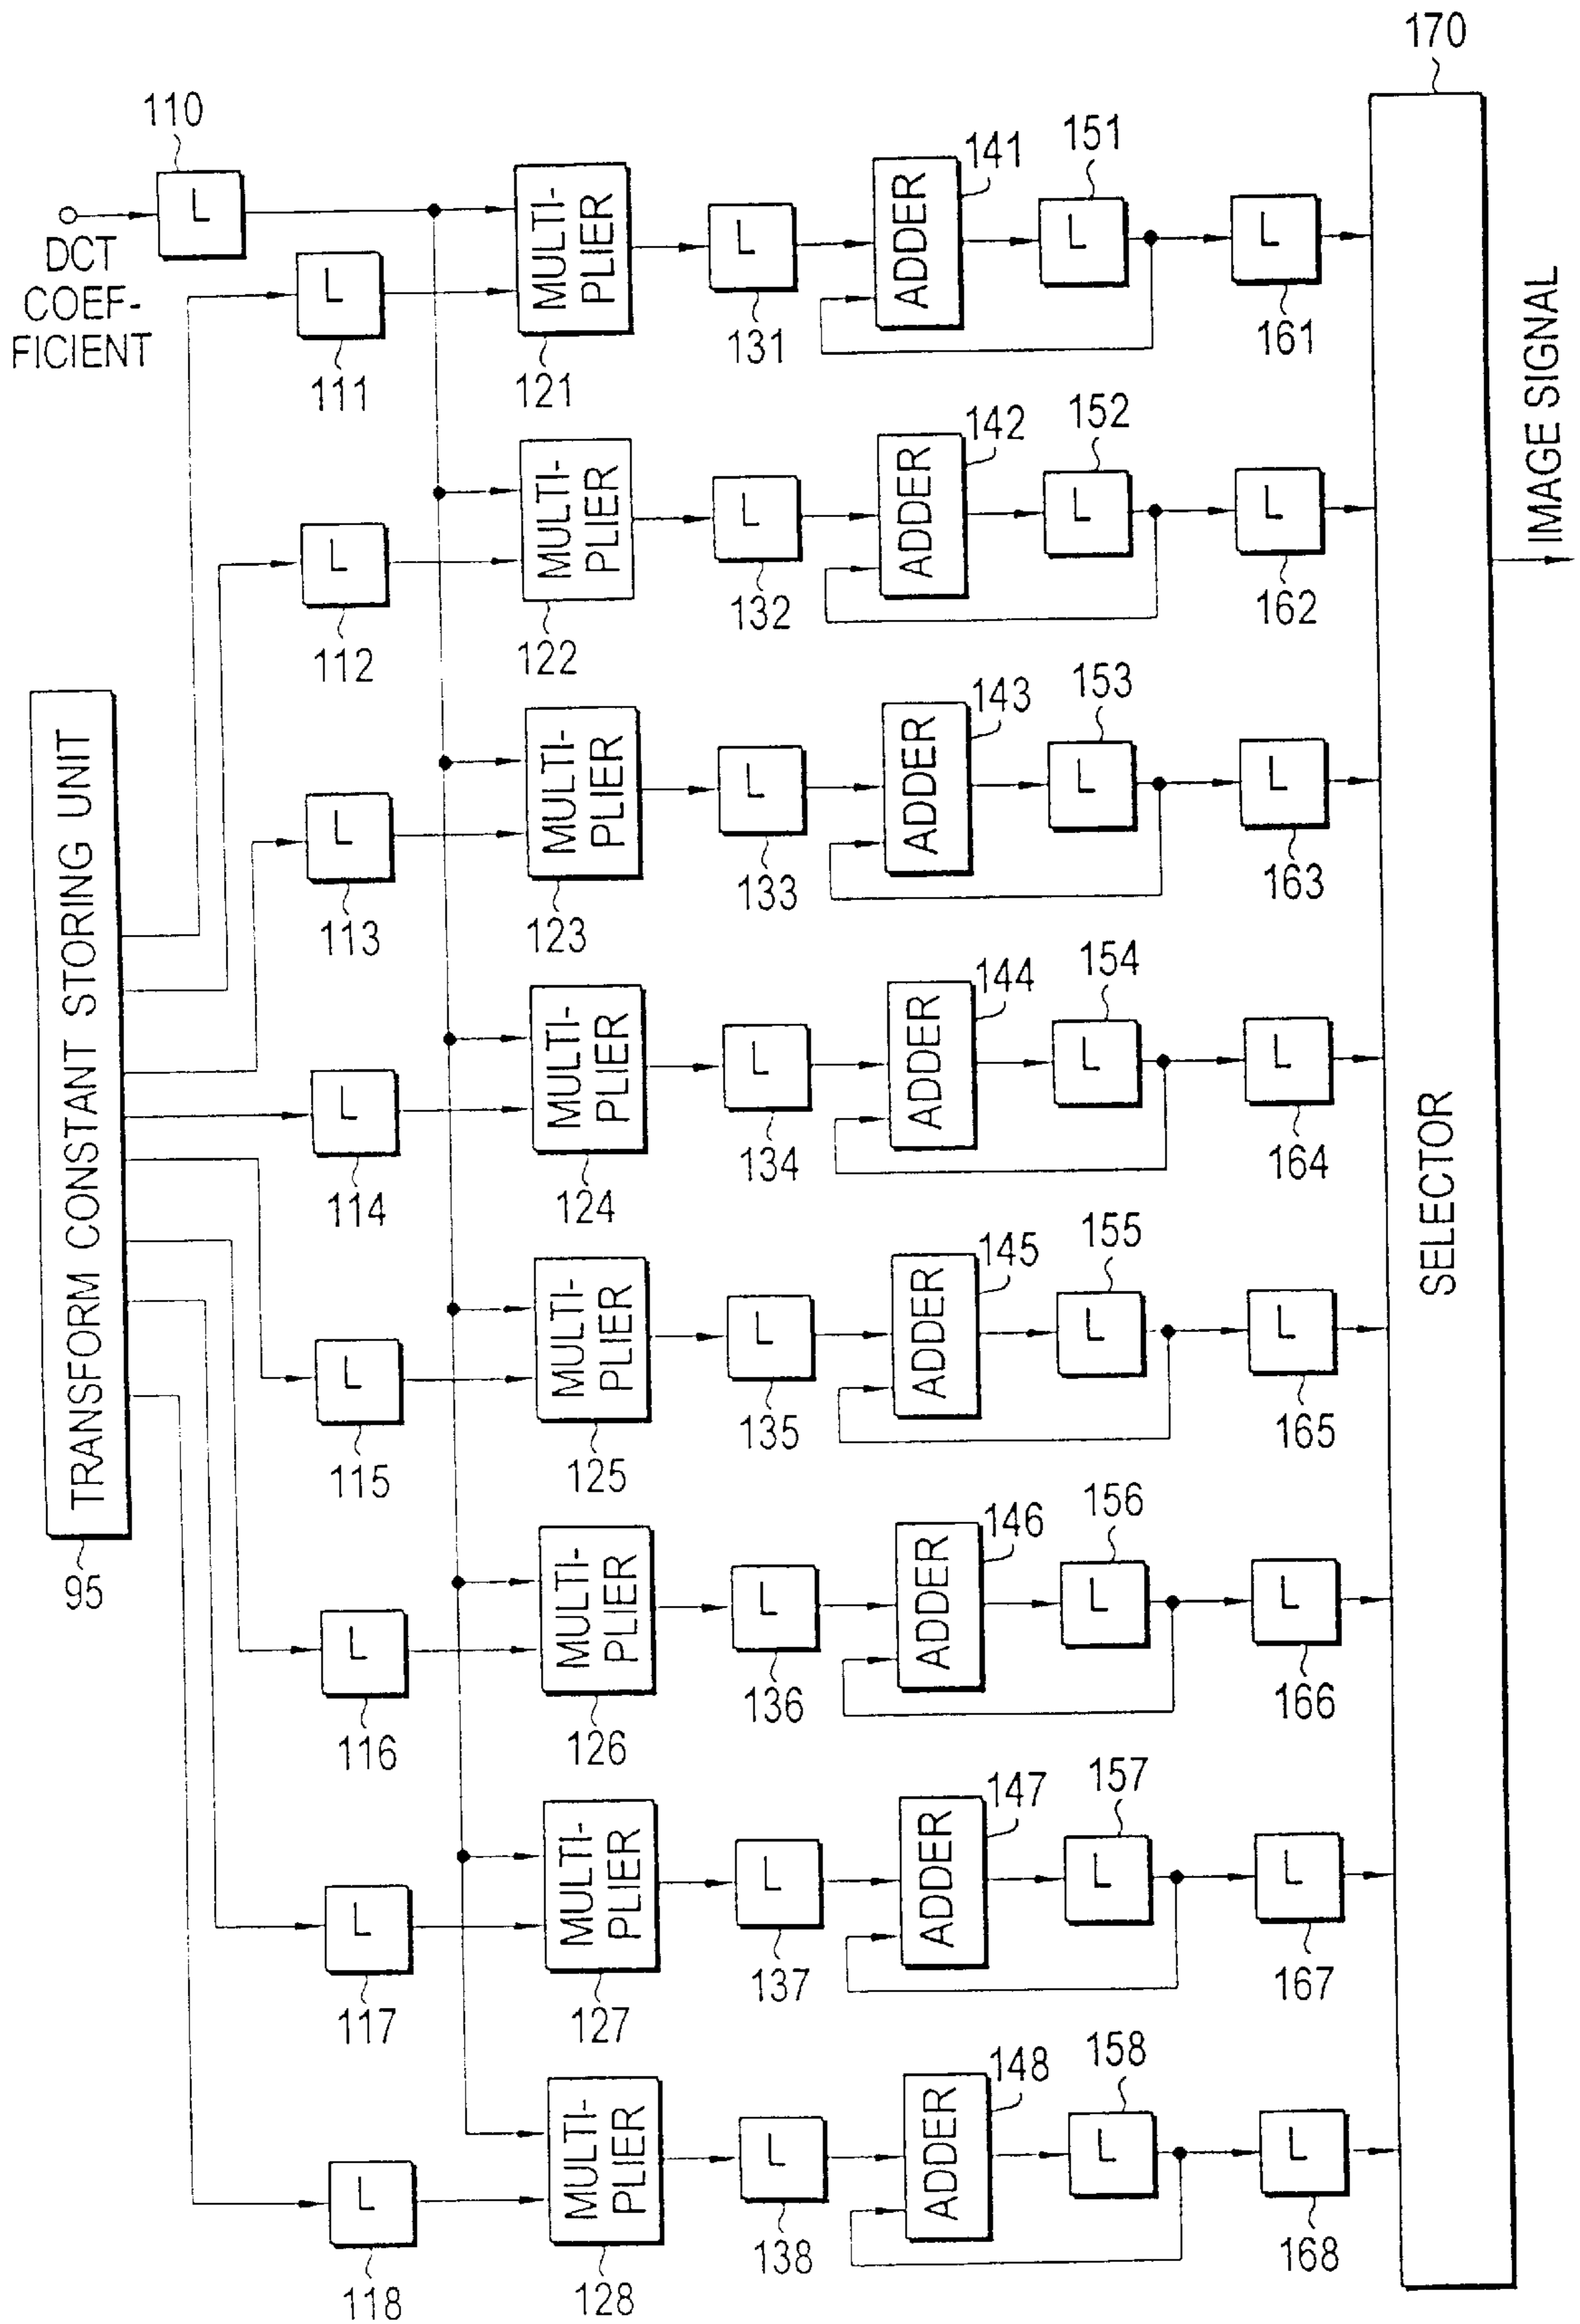 170
110
L
DCT
COEF-
FICIENT
L
111
MULTI-
PLIER
121
L
131
ADDER
141
L
151
L
161
L
112
MULTI-
PLIER
122
L
132
ADDER
142
L
152
L
162
IMAGE SIGNAL
TRANSFORM CONSTANT STORING UNIT
95
L
113
MULTI-
PLIER
123
L
133
ADDER
143
L
153
L
163
L
114
MULTI-
PLIER
124
L
134
ADDER
144
L
154
L
164
SELECTOR
L
115
MULTI-
PLIER
125
L
135
ADDER
145
L
155
L
165
L
116
MULTI-
PLIER
126
L
136
ADDER
146
L
156
L
166
L
117
MULTI-
PLIER
127
L
137
ADDER
147
L
157
L
167
L
118
MULTI-
PLIER
128
L
138
ADDER
148
L
158
L
168